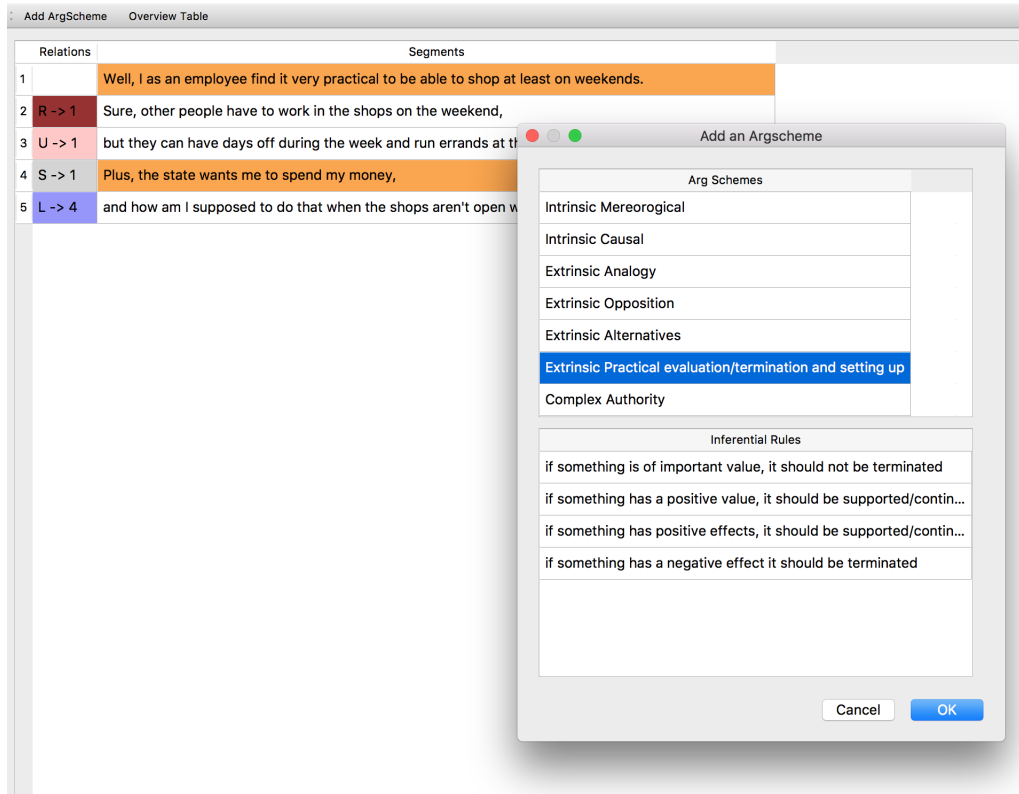 Add ArgScheme Overview Table
Relations Segments
1 Well, I as an employee find it very practical to be able to shop at least on weekends.
2 R -> 1 Sure, other people have to work in the shops on the weekend,
3 U -> 1 but they can have days off during the week and run errands at
4 S -> 1 Plus, the state wants me to spend my money,
5 L -> 4 and how am I supposed to do that when the shops aren't open
Add an Argscheme
Arg Schemes
Intrinsic Mereorogical
Intrinsic Causal
Extrinsic Analogy
Extrinsic Opposition
Extrinsic Alternatives
Extrinsic Practical evaluation/termination and setting up
Complex Authority
Inferential Rules
if something is of important value, it should not be terminated
if something has a positive value, it should be supported/contin...
if something has positive effects, it should be supported/contin...
if something has a negative effect it should be terminated
Cancel OK